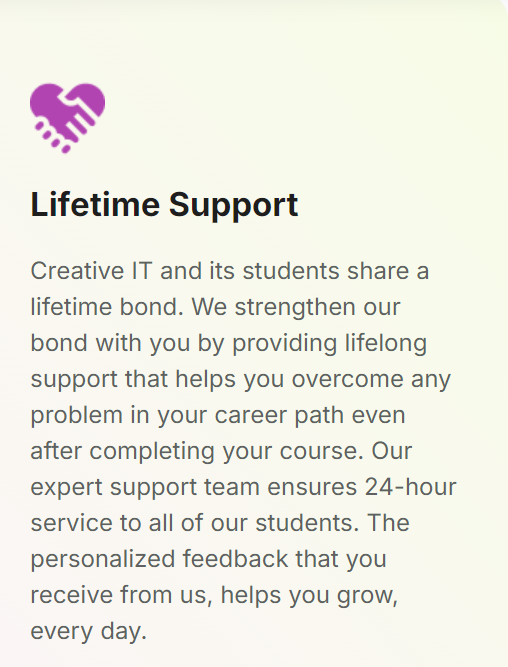 Lifetime Support
Creative IT and its students share a
lifetime bond. We strengthen our
bond with you by providing lifelong
support that helps you overcome any
problem in your career path even
after completing your course. Our
expert support team ensures 24-hour
service to all of our students. The
personalized feedback that you
receive from us, helps you grow,
every day.